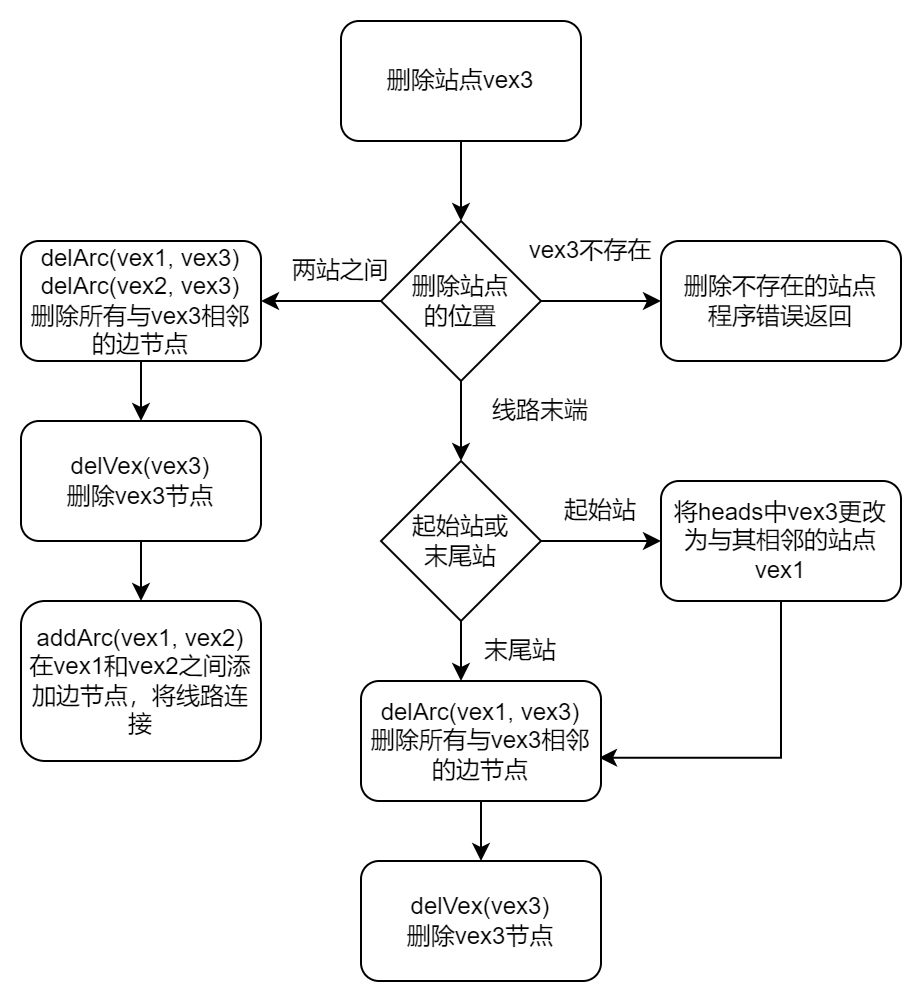 删除站点vex3
两站之间
vex3不存在
delArc(vex1, vex3)
delArc(vex2, vex3)
删除所有与vex3相邻
的边节点
删除站点
的位置
删除不存在的站点
程序错误返回
线路末端
delVex(vex3)
删除vex3节点
起始站或
末尾站
起始站
将heads中vex3更改
为与其相邻的站点
vex1
addArc(vex1, vex2)
在vex1和vex2之间添
加边节点，将线路连
接
末尾站
delArc(vex1, vex3)
删除所有与vex3相邻
的边节点
delVex(vex3)
删除vex3节点